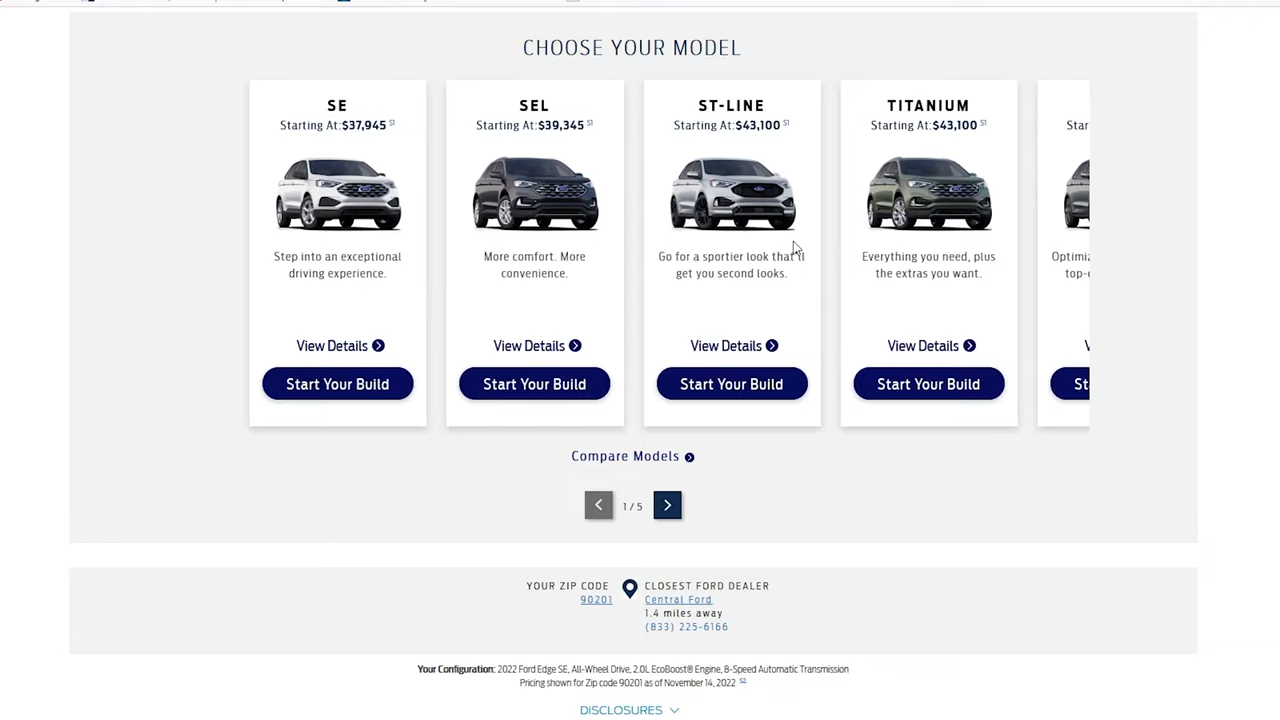 CHOOSE YOUR MODEL
SE
Starting At:$37,945 S1
Step into an exceptional
driving experience.
View Details
Start Your Build
SEL
Starting At:$39,345 S1
More comfort. More
convenience.
View Details
Start Your Build
ST-LINE
Starting At:$43,100 S1
Go for a sportier look that'll
get you second looks.
View Details
Start Your Build
TITANIUM
Starting At:$43,100 S1
Everything you need, plus
the extras you want.
View Details
Start Your Build
Compare Models
1 / 5
YOUR ZIP CODE
90201
CLOSEST FORD DEALER
Central Ford
1.4 miles away
(833) 225-6166
Your Configuration: 2022 Ford Edge SE, All-Wheel Drive, 2.0L EcoBoost® Engine, 8-Speed Automatic Transmission
Pricing shown for Zip code 90201 as of November 14, 2022 S2
DISCLOSURES